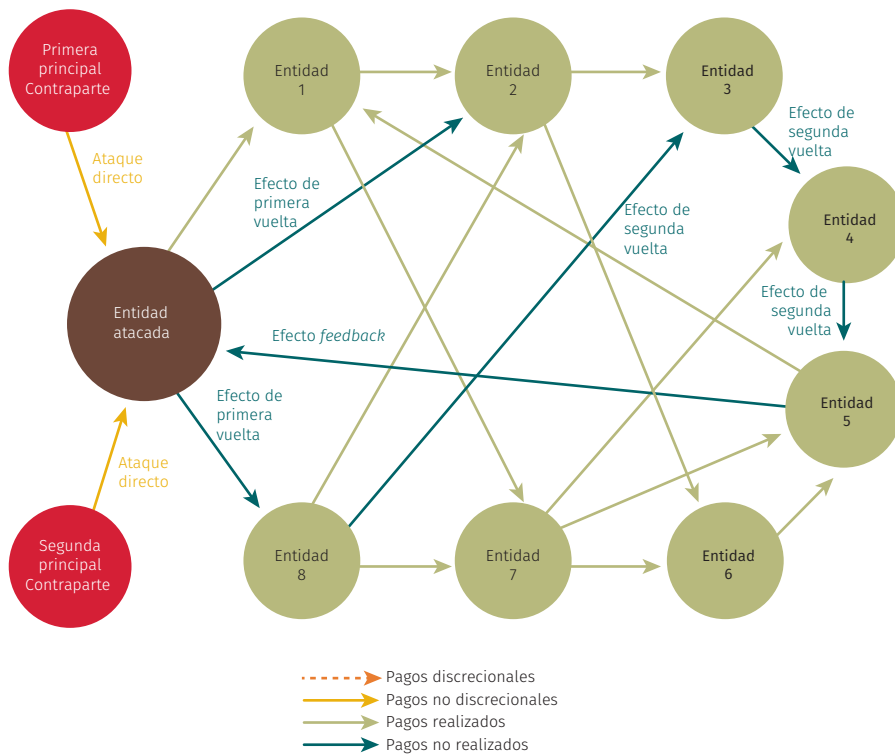 Primera
principal
Contraparte
Entidad
1
Entidad
2
Entidad
3
Efecto de
segunda
vuelta
Ataque
directo
Efecto de
primera
vuelta
Efecto de
segunda
vuelta
Entidad
4
Entidad
atacada
Efecto feedback
Efecto de
segunda
vuelta
Efecto de
primera
vuelta
Entidad
5
Ataque
directo
Segunda
principal
Contraparte
Entidad
8
Entidad
7
Entidad
6
Pagos discrecionales
Pagos no discrecionales
Pagos realizados
Pagos no realizados